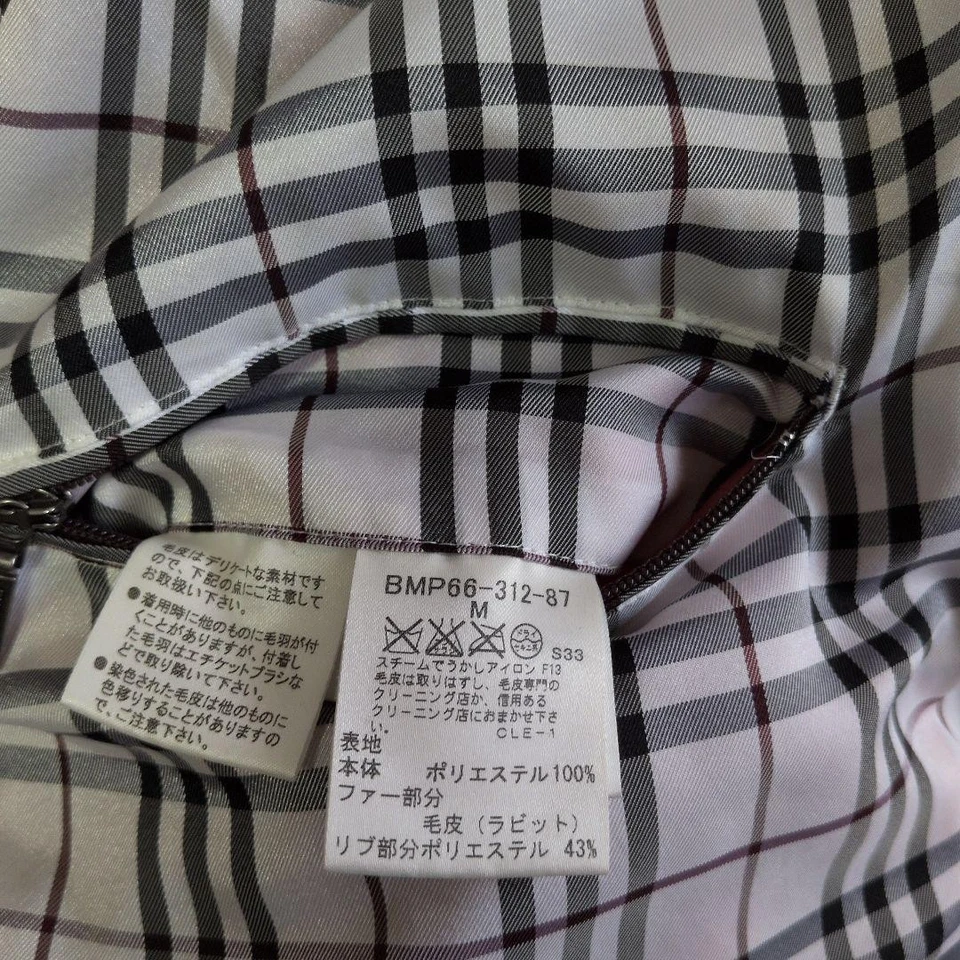 毛皮はデリケートな素材です
ので、下記の点にご注意して
お取扱い下さい。
●着用時に他のものに毛羽が付
くことがありますが、付着し
た毛羽はエチケットブラシな
どで取り除いて下さい。
●染色された毛皮は他のものに
色移りすることがありますの
で、ご注意下さい。
BMP66-312-87
M
ドライ
セキユ系
S33
スチームでうかしアイロン F13
毛皮は取りはずし、毛皮専門の
クリーニング店か、信用ある
クリーニング店におまかせ下さ
い。
CLE-1
表地
本体 ポリエステル100%
ファー部分
毛皮(ラビット)
リブ部分ポリエステル 43%